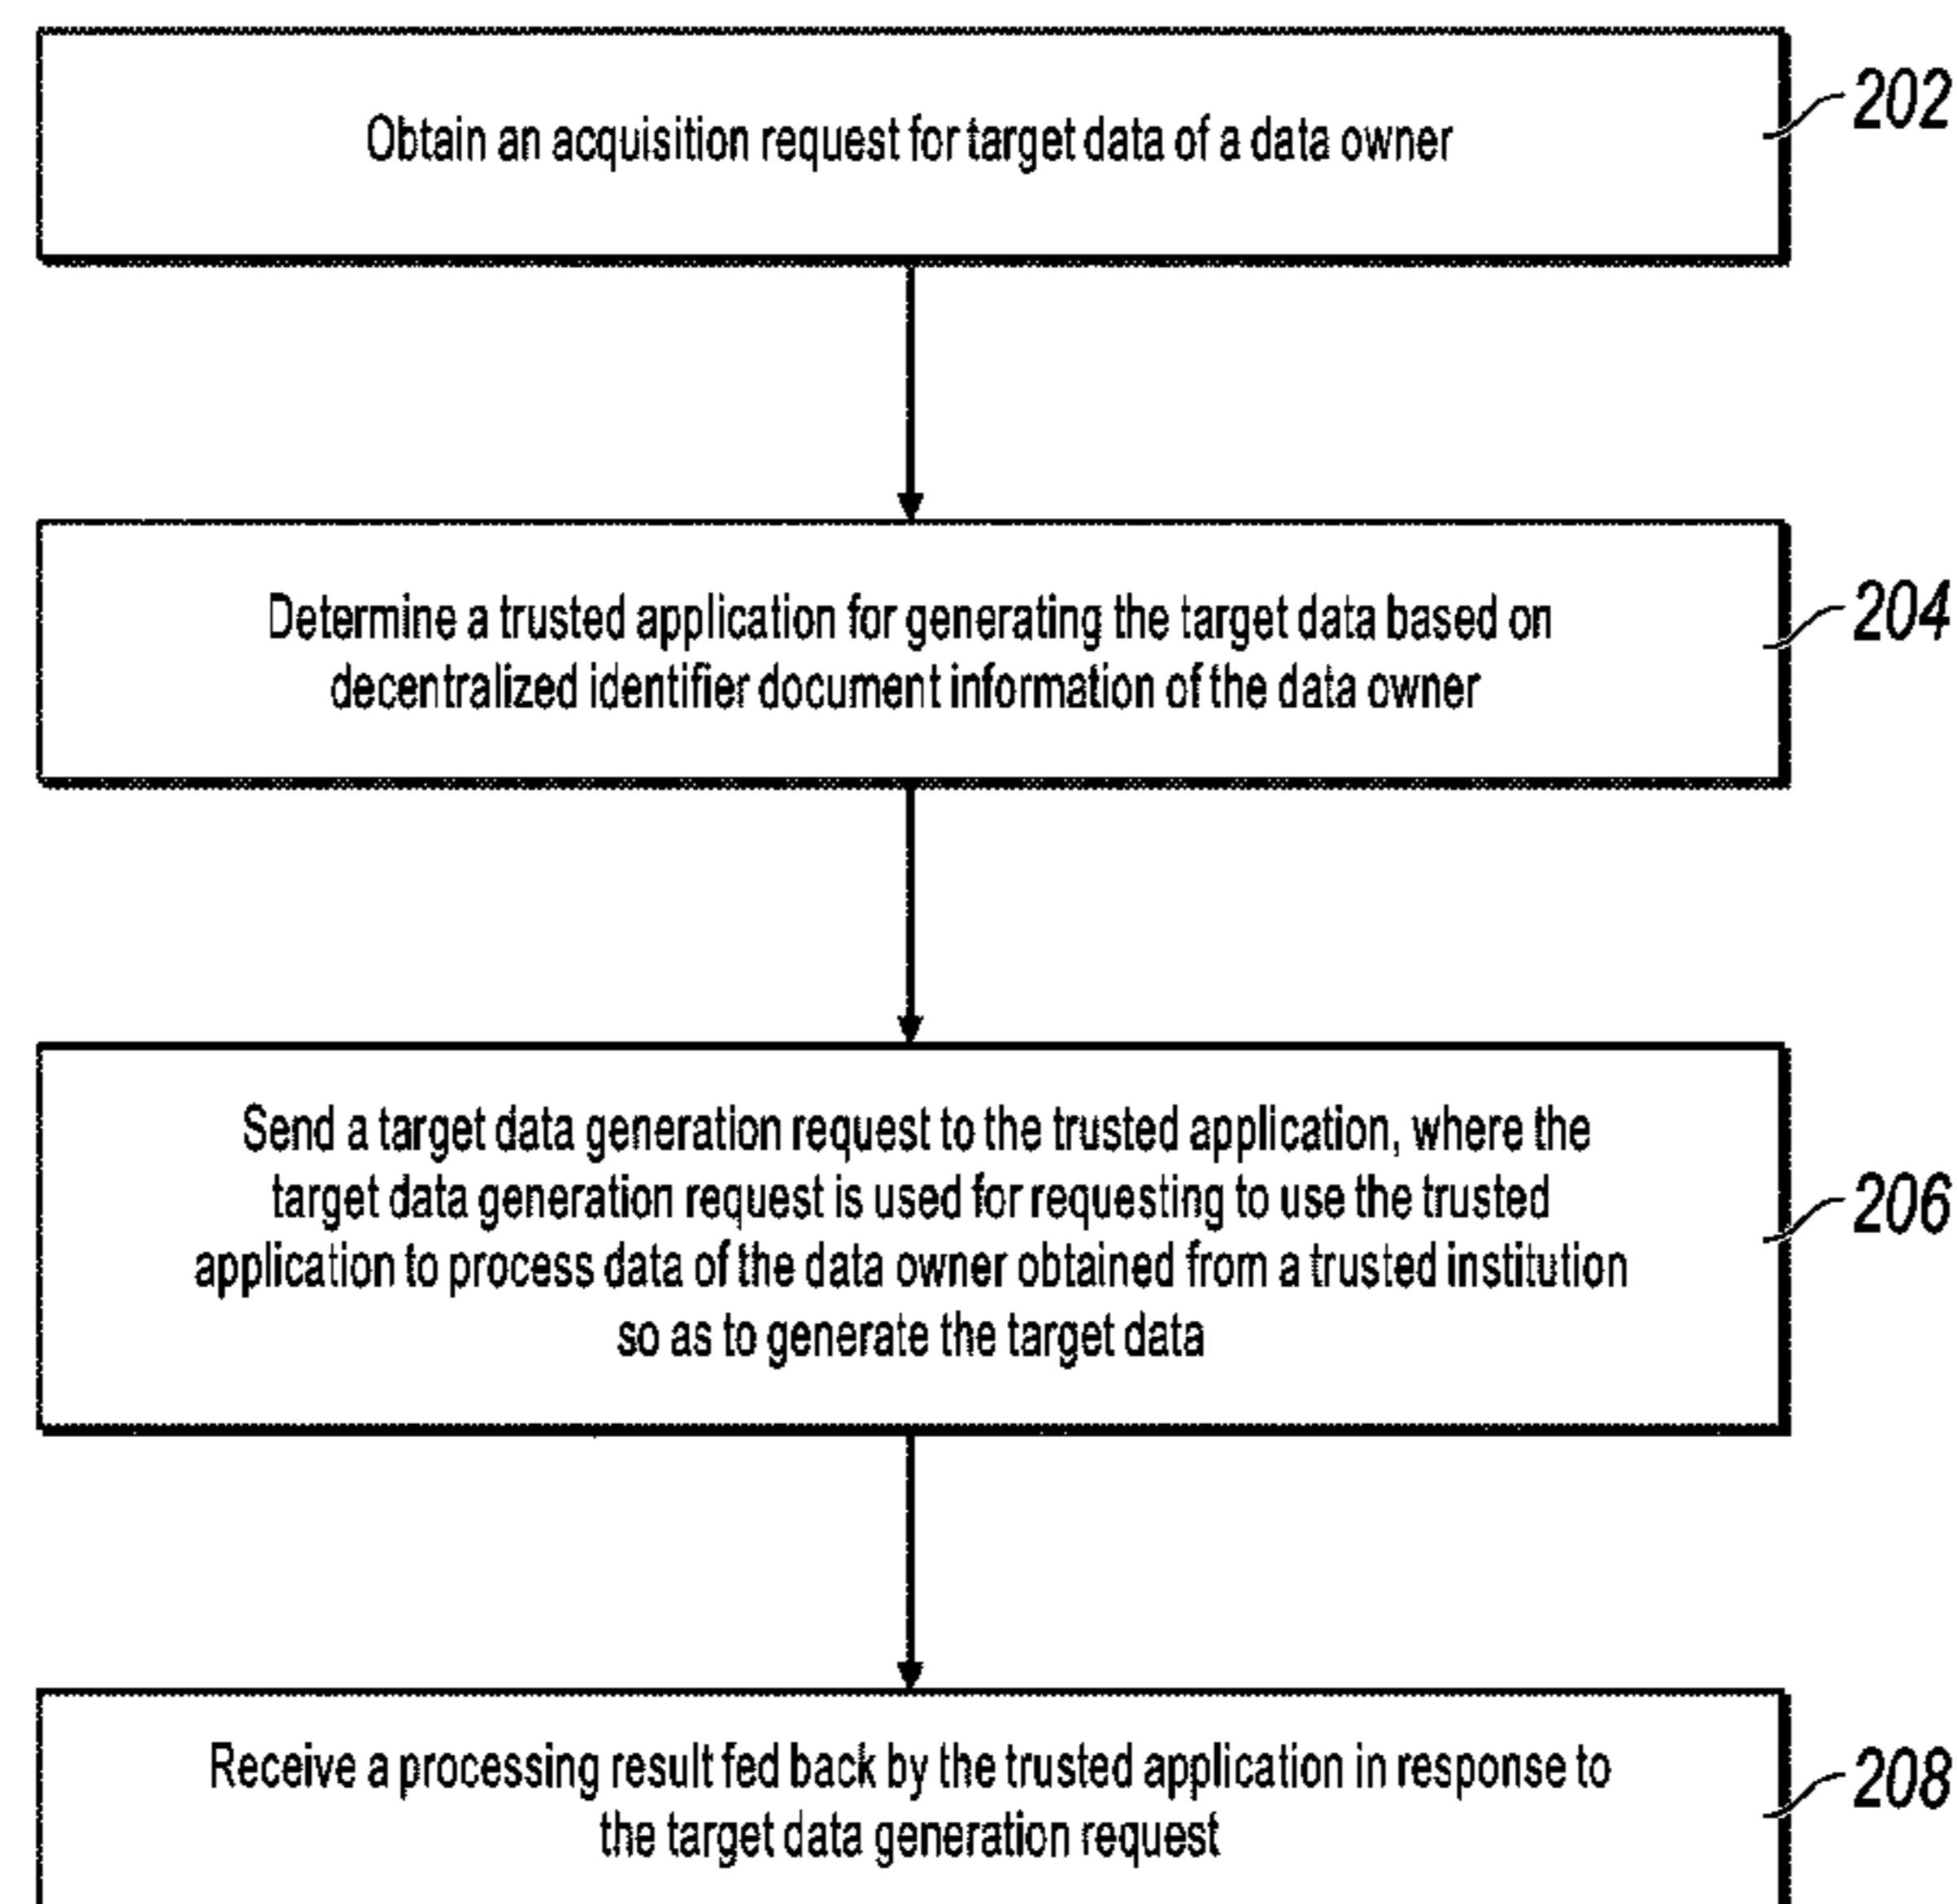 Obtain an acquisition request for target data of a data owner
202
Determine a trusted application for generating the target data based on
decentralized identifier document information of the data owner
204
Send a target data generation request to the trusted application, where the
target data generation request is used for requesting to use the trusted
application to process data of the data owner obtained from a trusted institution
so as to generate the target data
206
Receive a processing result fed back by the trusted application in response to
the target data generation request
208